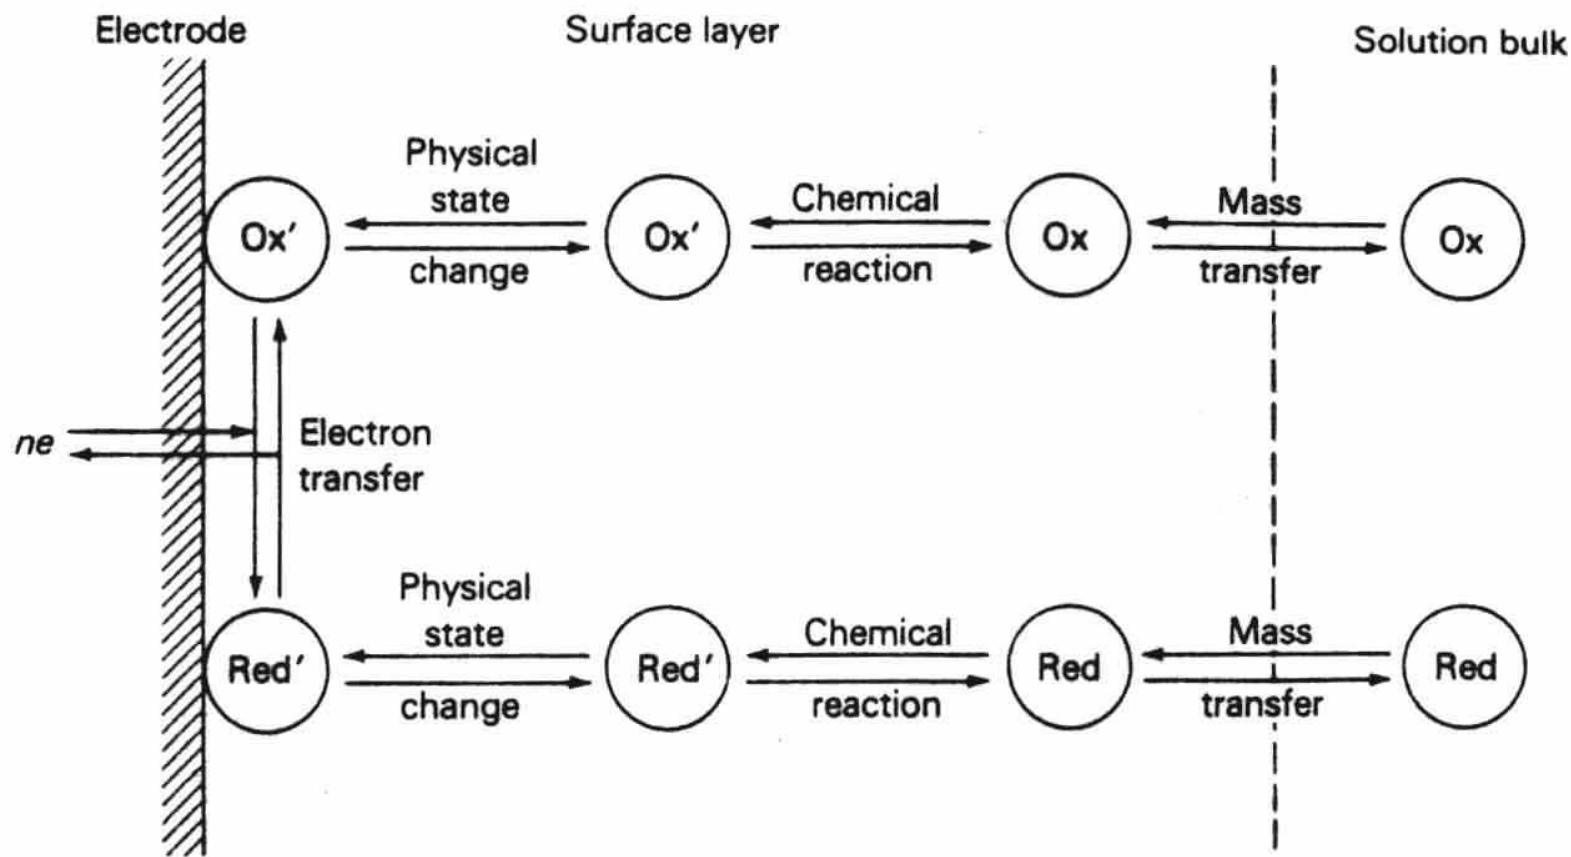 Electrode
Surface layer
Solution bulk
Physical
state
change
Chemical
reaction
Mass
transfer
Ox′
Ox′
Ox
Ox
ne
Electron
transfer
Physical
state
change
Chemical
reaction
Mass
transfer
Red′
Red′
Red
Red